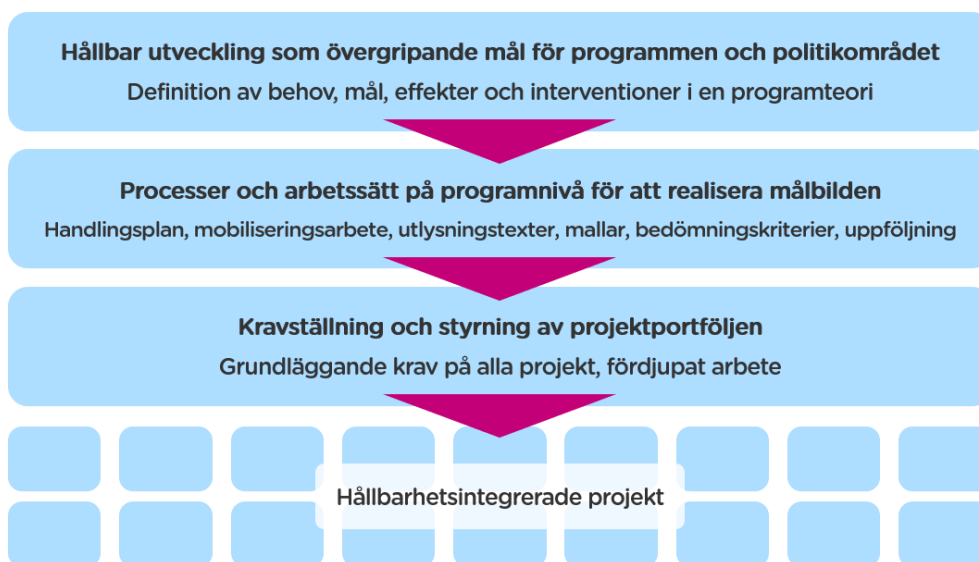 Hållbar utveckling som övergripande mål för programmen och politikområdet
Definition av behov, mål, effekter och interventioner i en programteori
Processer och arbetssätt på programnivå för att realisera målbilden
Handlingsplan, mobiliseringsarbete, utlysningstexter, mallar, bedömningskriterier, uppföljning
Kravställning och styrning av projektportföljen
Grundläggande krav på alla projekt, fördjupat arbete
Hållbarhetsintegrerade projekt